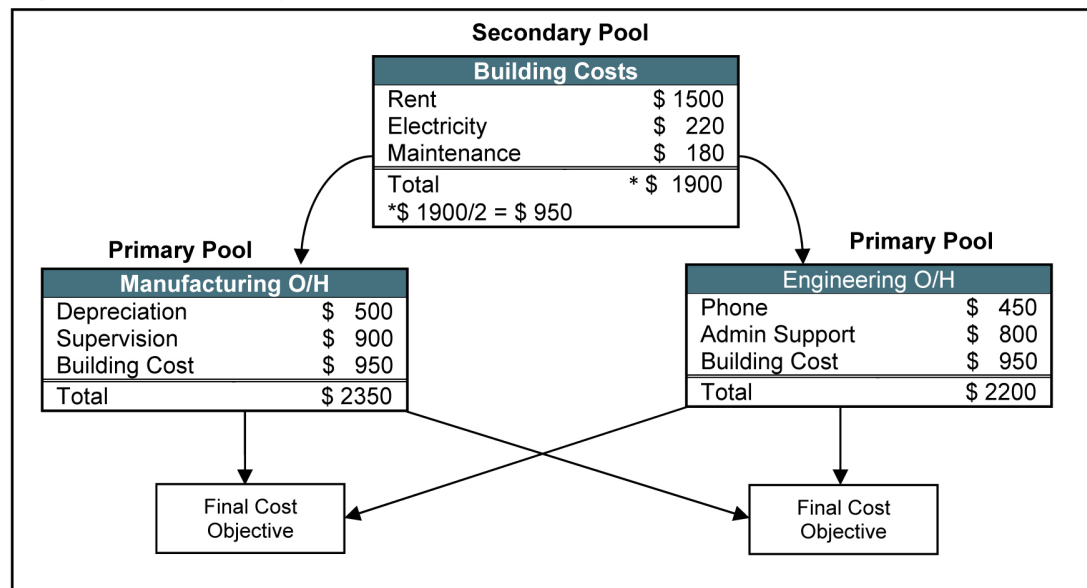 Secondary Pool
Building Costs
Rent $ 1500
Electricity $ 220
Maintenance $ 180
Total * $ 1900
*$ 1900/2 = $ 950
Primary Pool
Manufacturing O/H
Depreciation $ 500
Supervision $ 900
Building Cost $ 950
Total $ 2350
Primary Pool
Engineering O/H
Phone $ 450
Admin Support $ 800
Building Cost $ 950
Total $ 2200
Final Cost
Objective
Final Cost
Objective